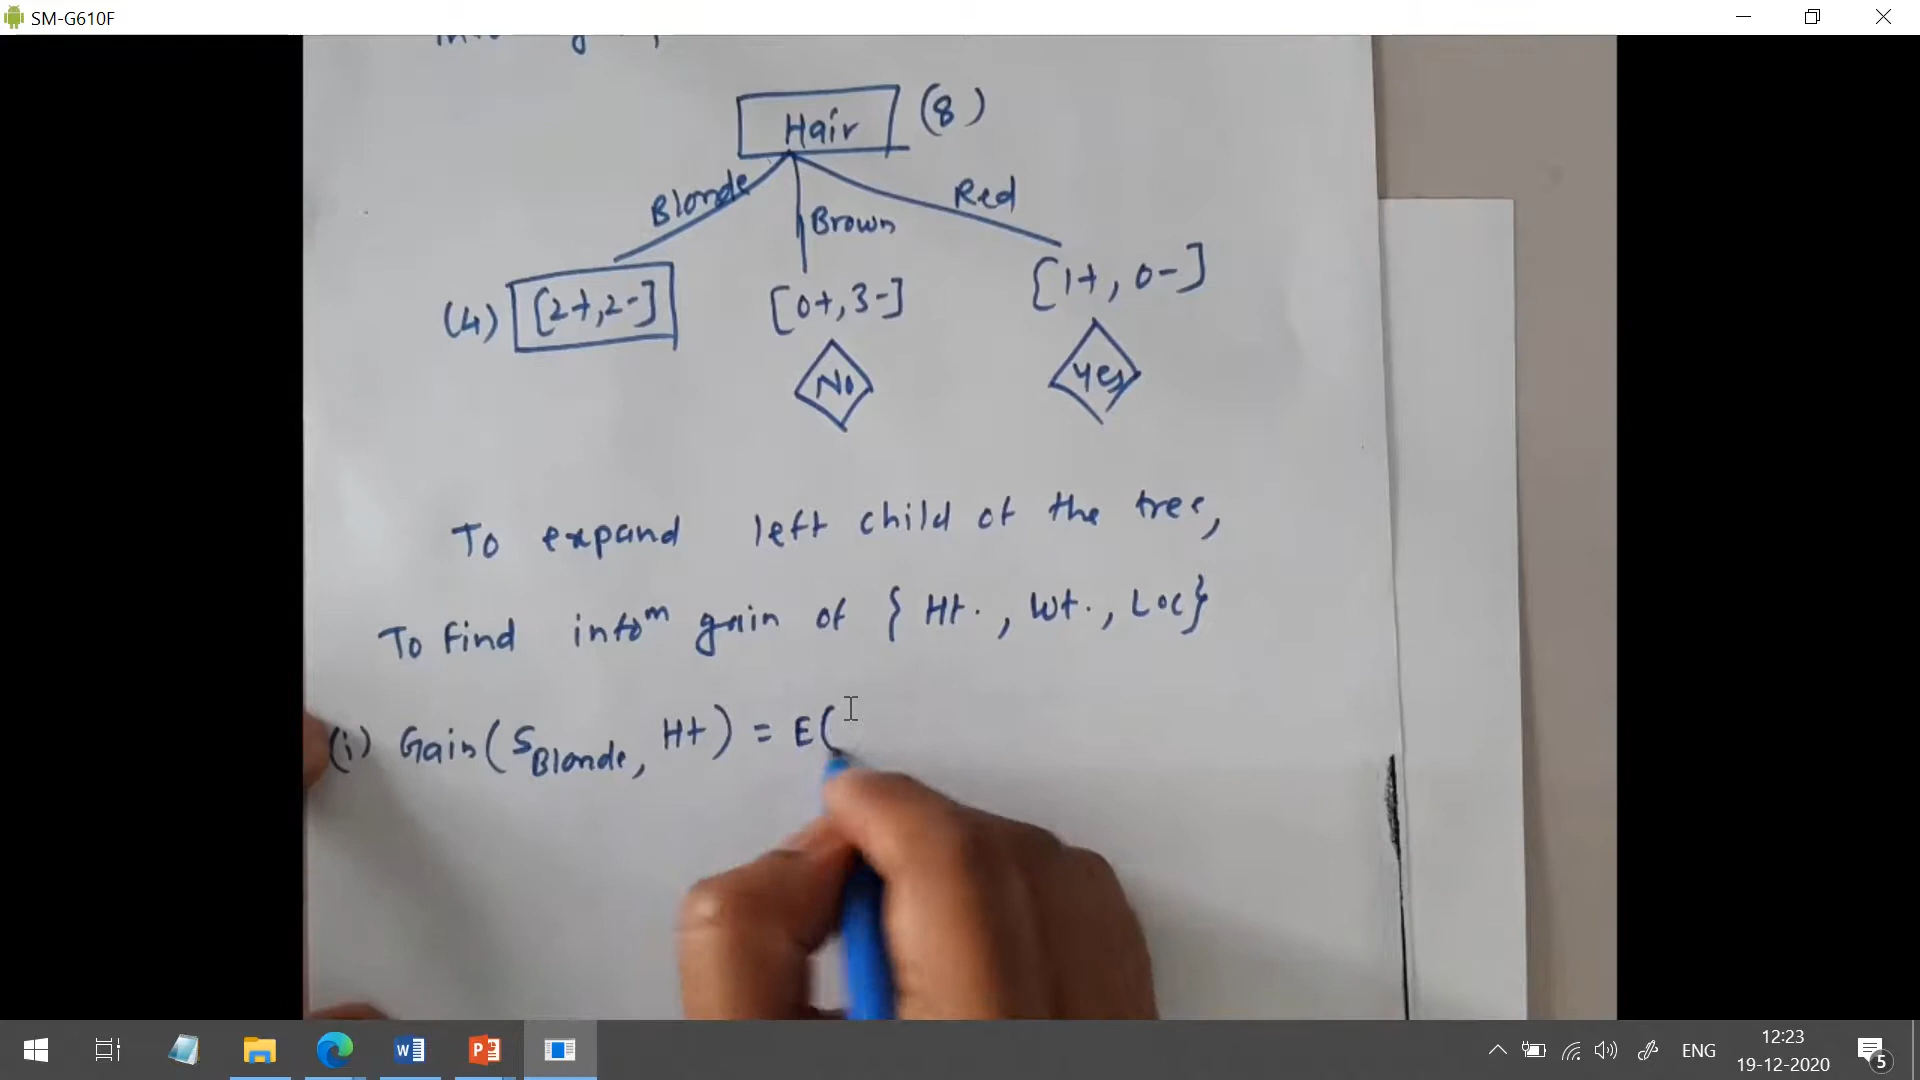 SM-G610F
Hair (8)
Blonde Brown Red
(4) [2+,2-] [0+,3-] [1+, 0-]
No Yes
To expand left child of the tree,
To find infoᵐ gain of { Ht., Wt., Loc}
(i) Gain(S_Blonde, Ht) = E(
ENG
12:23
19-12-2020
5